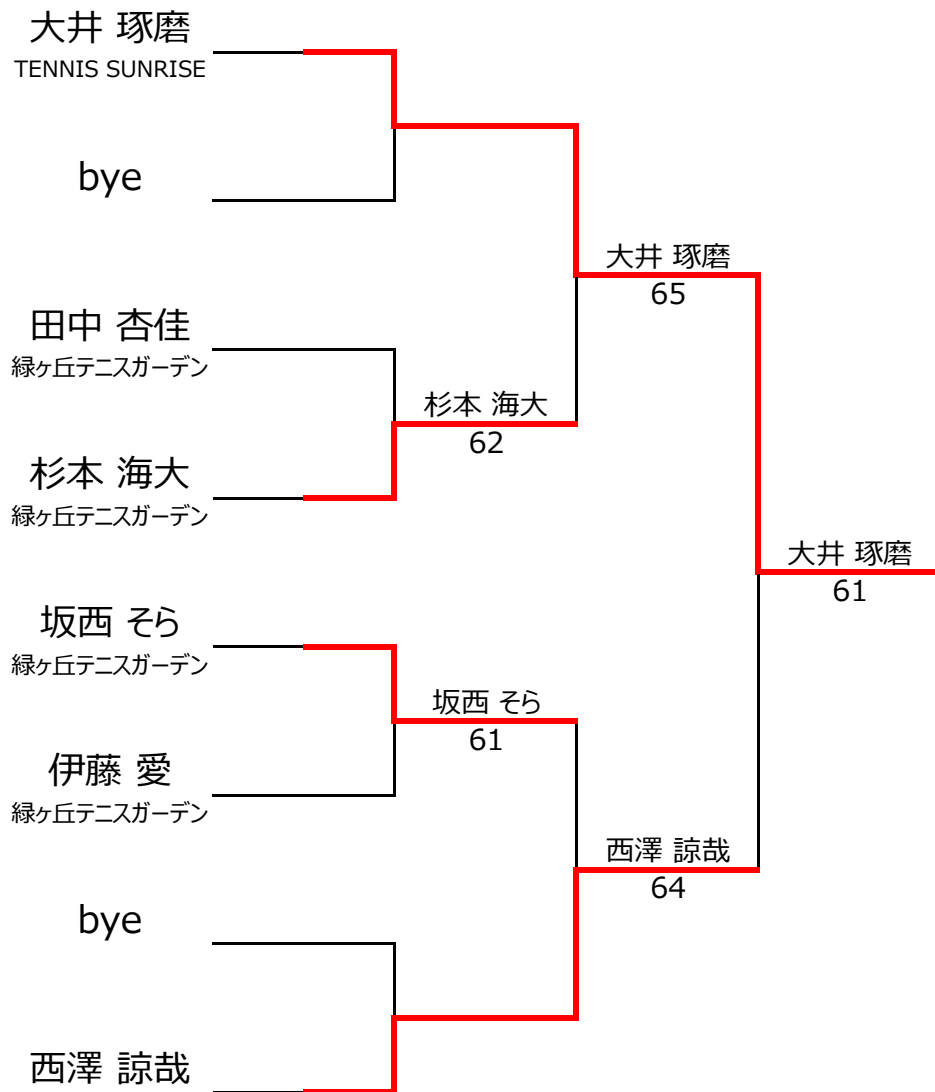 大井 琢磨
TENNIS SUNRISE
bye
大井 琢磨
65
田中 杏佳
緑ヶ丘テニスガーデン
杉本 海大
62
杉本 海大
緑ヶ丘テニスガーデン
大井 琢磨
61
坂西 そら
緑ヶ丘テニスガーデン
坂西 そら
61
伊藤 愛
緑ヶ丘テニスガーデン
西澤 諒哉
64
bye
西澤 諒哉